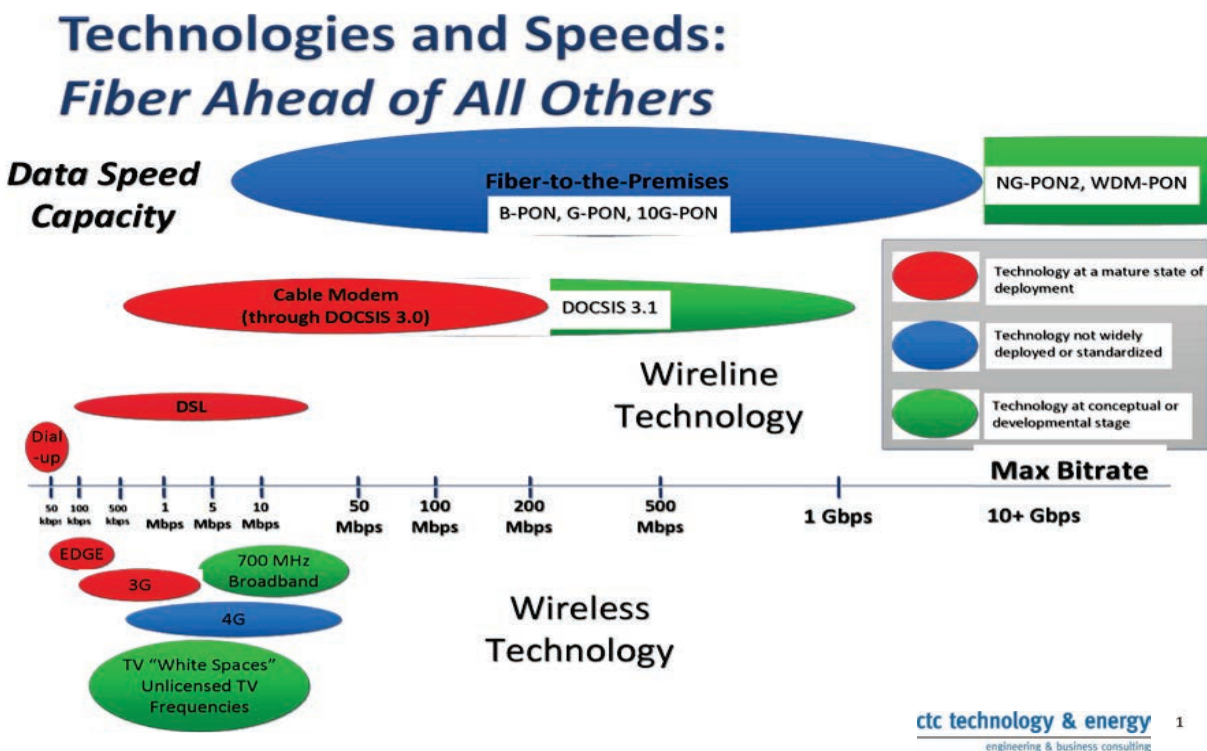 Technologies and Speeds:
Fiber Ahead of All Others
Data Speed
Capacity
Fiber-to-the-Premises
B-PON, G-PON, 10G-PON
NG-PON2, WDM-PON
Cable Modem
(through DOCSIS 3.0)
DOCSIS 3.1
Technology at a mature state of
deployment
Technology not widely
deployed or standardized
Technology at conceptual or
developmental stage
Wireline
Technology
DSL
Dial
-up
Max Bitrate
50
kbps
100
kbps
500
kbps
1
Mbps
5
Mbps
10
Mbps
50
Mbps
100
Mbps
200
Mbps
500
Mbps
1 Gbps
10+ Gbps
EDGE
3G
700 MHz
Broadband
4G
TV “White Spaces”
Unlicensed TV
Frequencies
Wireless
Technology
ctc technology & energy
engineering & business consulting
1